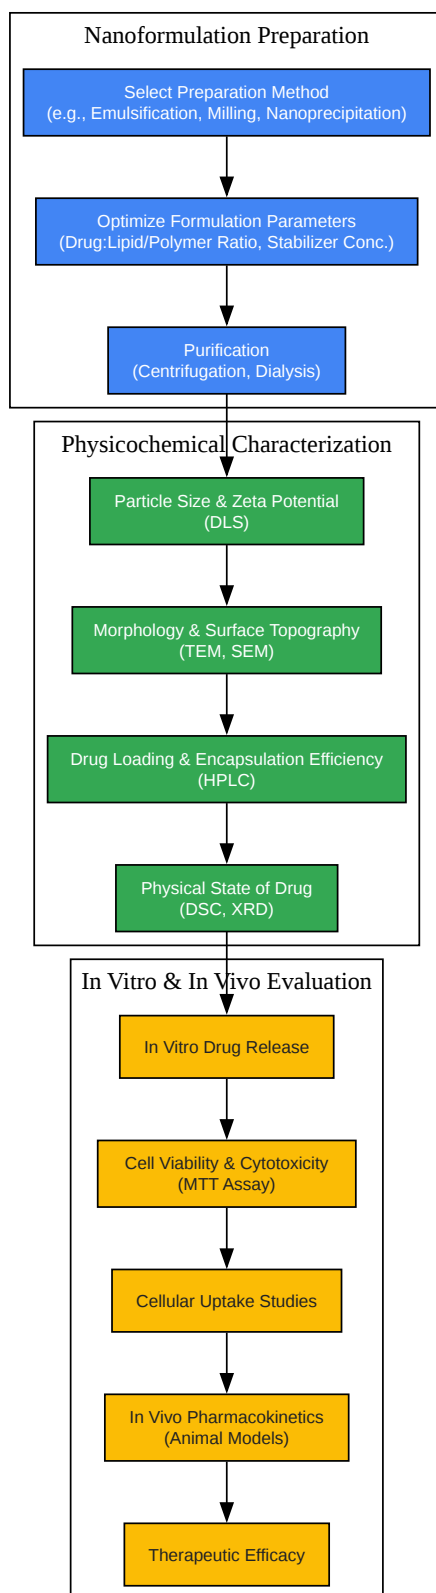 Nanoformulation Preparation
Select Preparation Method
(e.g., Emulsification, Milling, Nanoprecipitation)
Optimize Formulation Parameters
(Drug:Lipid/Polymer Ratio, Stabilizer Conc.)
Purification
(Centrifugation, Dialysis)
Physicochemical Characterization
Particle Size & Zeta Potential
(DLS)
Morphology & Surface Topography
(TEM, SEM)
Drug Loading & Encapsulation Efficiency
(HPLC)
Physical State of Drug
(DSC, XRD)
In Vitro & In Vivo Evaluation
In Vitro Drug Release
Cell Viability & Cytotoxicity
(MTT Assay)
Cellular Uptake Studies
In Vivo Pharmacokinetics
(Animal Models)
Therapeutic Efficacy